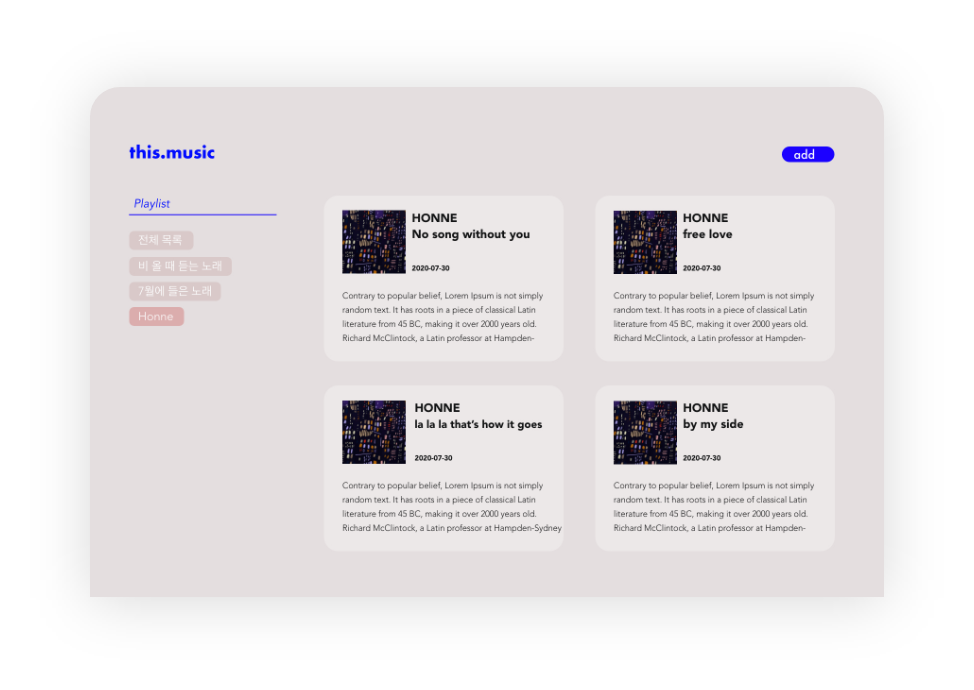 this.music
add
Playlist
전체 목록
비 올 때 듣는 노래
7월에 들은 노래
Honne
HONNE
No song without you
2020-07-30
Contrary to popular belief, Lorem Ipsum is not simply
random text. It has roots in a piece of classical Latin
literature from 45 BC, making it over 2000 years old.
Richard McClintock, a Latin professor at Hampden-
HONNE
free love
2020-07-30
Contrary to popular belief, Lorem Ipsum is not simply
random text. It has roots in a piece of classical Latin
literature from 45 BC, making it over 2000 years old.
Richard McClintock, a Latin professor at Hampden-
HONNE
la la la that's how it goes
2020-07-30
Contrary to popular belief, Lorem Ipsum is not simply
random text. It has roots in a piece of classical Latin
literature from 45 BC, making it over 2000 years old.
Richard McClintock, a Latin professor at Hampden-Sydney
HONNE
by my side
2020-07-30
Contrary to popular belief, Lorem Ipsum is not simply
random text. It has roots in a piece of classical Latin
literature from 45 BC, making it over 2000 years old.
Richard McClintock, a Latin professor at Hampden-